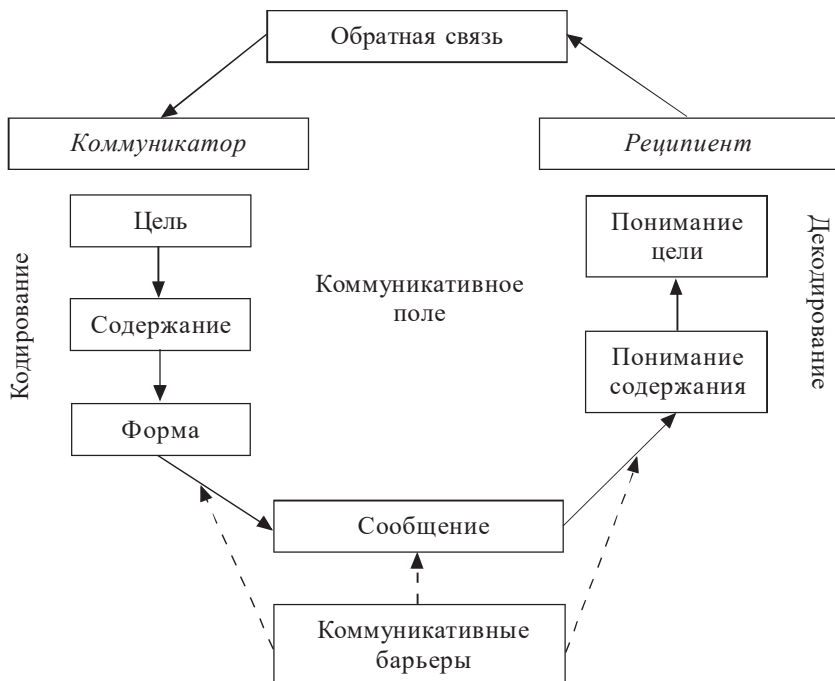 Обратная связь
Коммуникатор
Реципиент
Цель
Понимание
цели
Кодирование
Декодирование
Коммуникативное
поле
Содержание
Понимание
содержания
Форма
Сообщение
Коммуникативные
барьеры